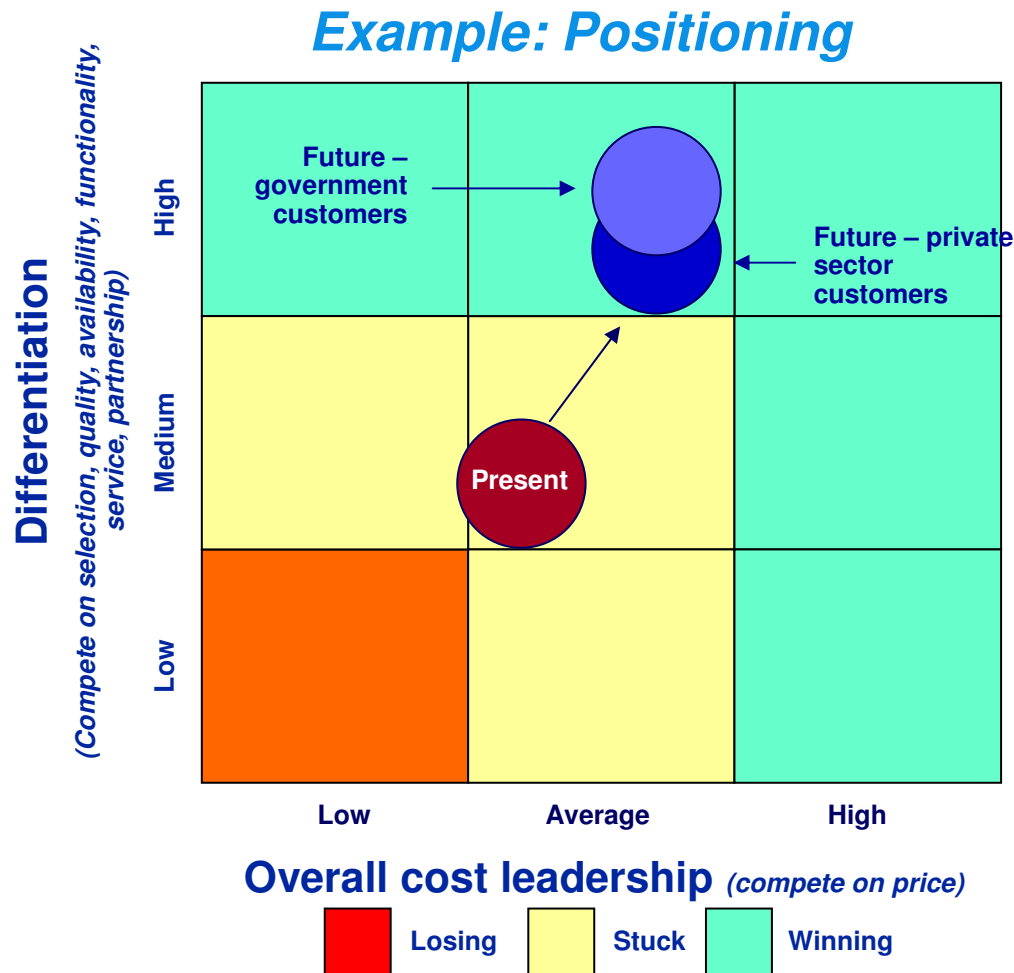 Example: Positioning
Differentiation
(Compete on selection, quality, availability, functionality,
service, partnership)
High
Medium
Low
Future –
government
customers
Future – private
sector
customers
Present
Low
Average
High
Overall cost leadership (compete on price)
Losing
Stuck
Winning